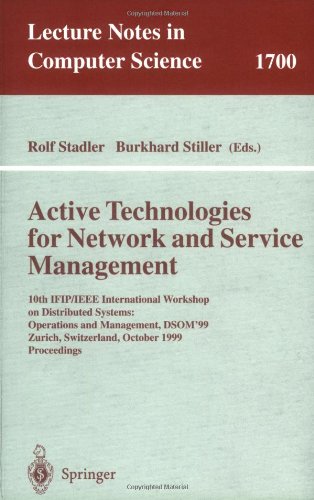 Lecture Notes in
Computer Science 1700
Rolf Stadler Burkhard Stiller (Eds.)
Active Technologies
for Network and Service
Management
10th IFIP/IEEE International Workshop
on Distributed Systems:
Operations and Management, DSOM'99
Zurich, Switzerland, October 1999
Proceedings
Springer